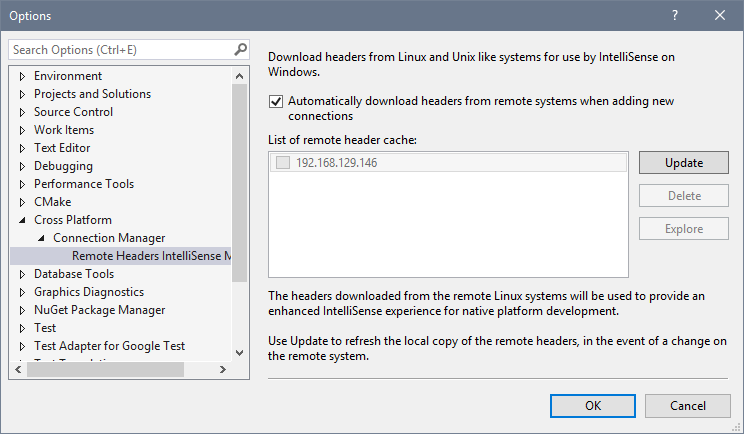 Options
Search Options (Ctrl+E)
Environment
Projects and Solutions
Source Control
Work Items
Text Editor
Debugging
Performance Tools
CMake
Cross Platform
Connection Manager
Remote Headers IntelliSense M
Database Tools
Graphics Diagnostics
NuGet Package Manager
Test
Test Adapter for Google Test
Download headers from Linux and Unix like systems for use by IntelliSense on
Windows.
Automatically download headers from remote systems when adding new
connections
List of remote header cache:
192.168.129.146
Update
Delete
Explore
The headers downloaded from the remote Linux systems will be used to provide an
enhanced IntelliSense experience for native platform development.
Use Update to refresh the local copy of the remote headers, in the event of a change on
the remote system.
OK
Cancel